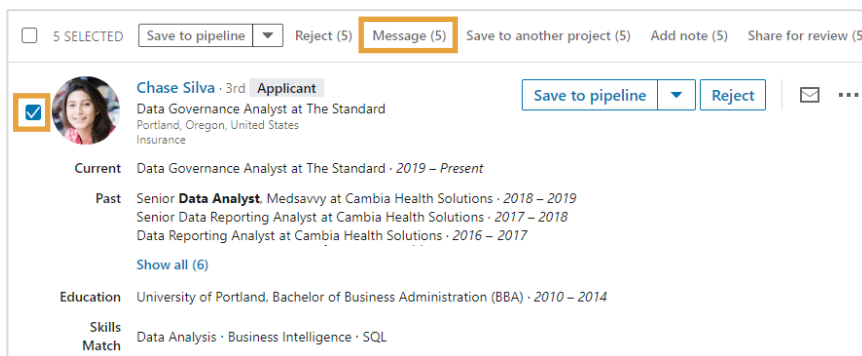 5 SELECTED Save to pipeline Reject (5) Message (5) Save to another project (5) Add note (5) Share for review (5
Chase Silva · 3rd Applicant
Save to pipeline Reject
Data Governance Analyst at The Standard
Portland, Oregon, United States
Insurance
Current Data Governance Analyst at The Standard · 2019 – Present
Past Senior Data Analyst, Medsavvy at Cambia Health Solutions · 2018 – 2019
Senior Data Reporting Analyst at Cambia Health Solutions · 2017 – 2018
Data Reporting Analyst at Cambia Health Solutions · 2016 – 2017
Show all (6)
Education University of Portland, Bachelor of Business Administration (BBA) · 2010 – 2014
Skills Match Data Analysis · Business Intelligence · SQL